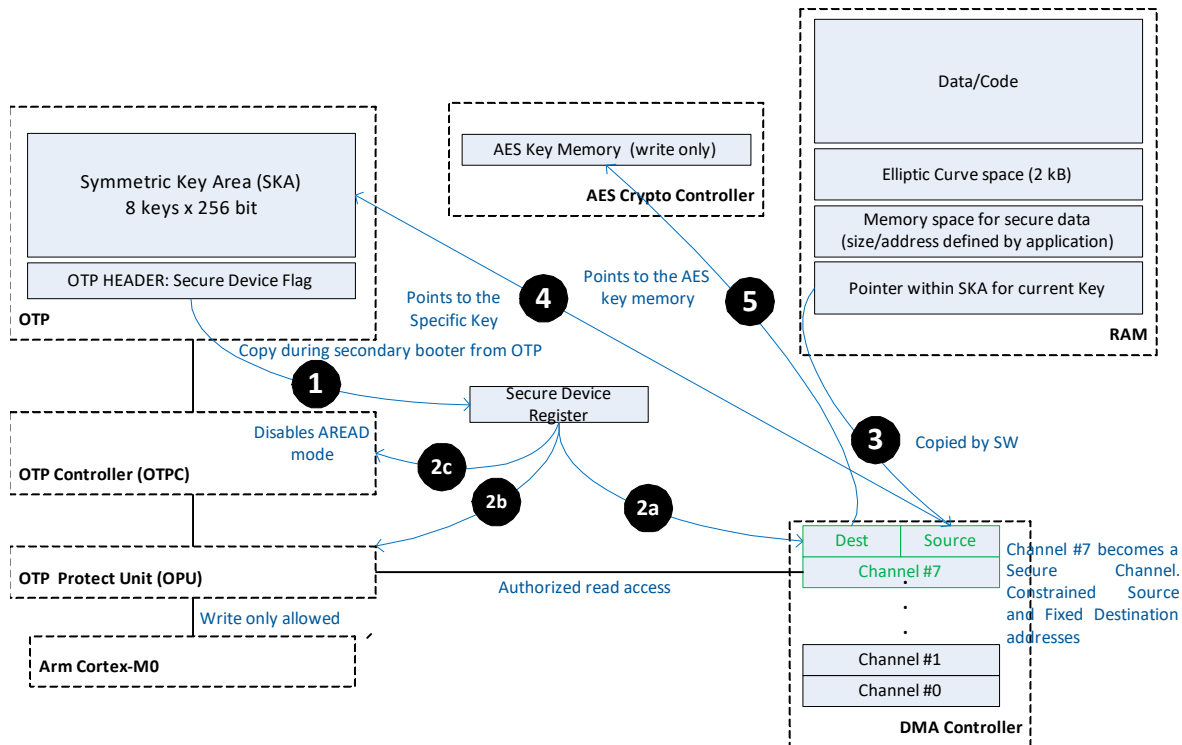 Data/Code
Elliptic Curve space (2 kB)
Memory space for secure data
(size/address defined by application)
Pointer within SKA for current Key
RAM
AES Key Memory  (write only)
AES Crypto Controller
Symmetric Key Area (SKA)
8 keys x 256 bit
OTP HEADER: Secure Device Flag
OTP
Points to the
Specific Key
4
Points to the AES
key memory
5
Copy during secondary booter from OTP
1
Secure Device
Register
3
Copied by SW
Disables AREAD
mode
OTP Controller (OTPC)
2c
2b
2a
OTP  Protect Unit (OPU)
Authorized read access
Dest
Source
Channel #7
.
.
.
Channel #1
Channel #0
DMA Controller
Channel #7 becomes a
Secure Channel.
Constrained Source
and Fixed Destination
addresses
Write only allowed
Arm Cortex-M0